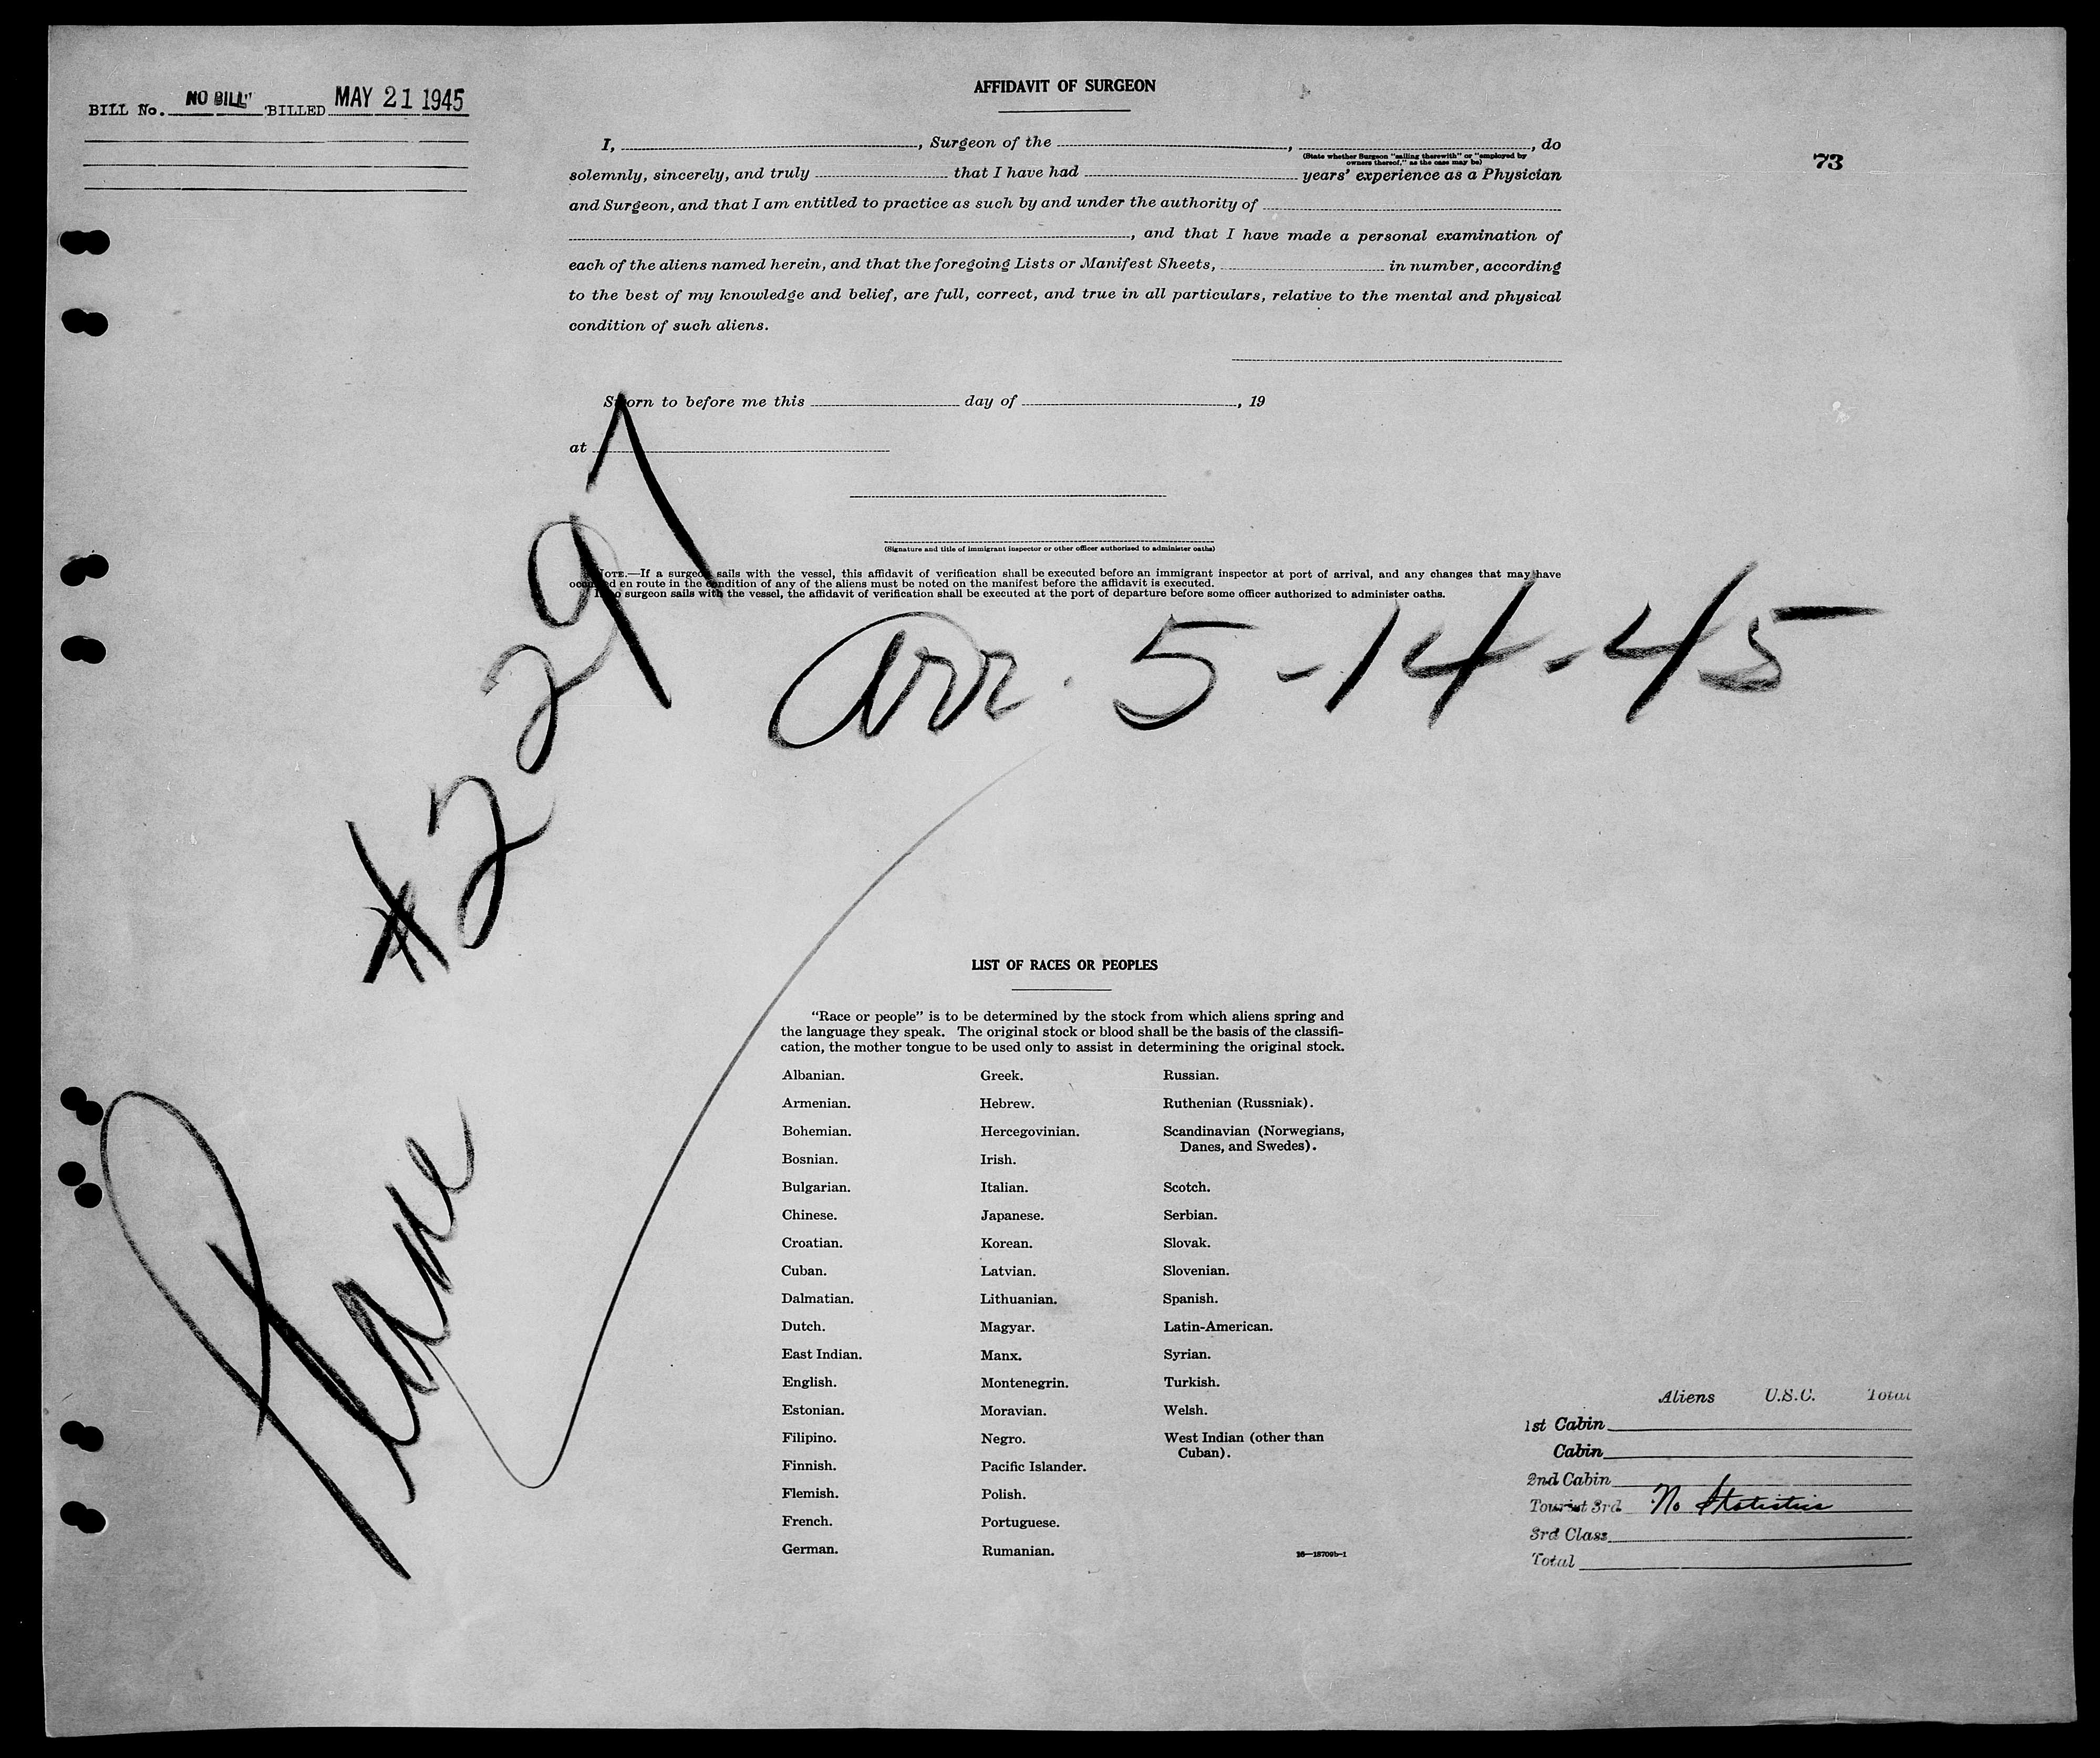 BILL No. "NO BILL" BILLED MAY 21 1945
73
AFFIDAVIT OF SURGEON
I, , Surgeon of the , , do
(State whether Surgeon "sailing therewith" or "employed by
owners thereof," as the case may be)
solemnly, sincerely, and truly that I have had years' experience as a Physician
and Surgeon, and that I am entitled to practice as such by and under the authority of
, and that I have made a personal examination of
each of the aliens named herein, and that the foregoing Lists or Manifest Sheets, in number, according
to the best of my knowledge and belief, are full, correct, and true in all particulars, relative to the mental and physical
condition of such aliens.
Sworn to before me this day of , 19
at
(Signature and title of immigrant inspector or other officer authorized to administer oaths)
NOTE.—If a surgeon sails with the vessel, this affidavit of verification shall be executed before an immigrant inspector at port of arrival, and any changes that may have
occurred en route in the condition of any of the aliens must be noted on the manifest before the affidavit is executed.
If no surgeon sails with the vessel, the affidavit of verification shall be executed at the port of departure before some officer authorized to administer oaths.
Plane #2297
Arr. 5-14-45
LIST OF RACES OR PEOPLES
"Race or people" is to be determined by the stock from which aliens spring and
the language they speak. The original stock or blood shall be the basis of the classifi-
cation, the mother tongue to be used only to assist in determining the original stock.
Albanian. Greek. Russian.
Armenian. Hebrew. Ruthenian (Russniak).
Bohemian. Hercegovinian. Scandinavian (Norwegians,
Danes, and Swedes).
Bosnian. Irish.
Bulgarian. Italian. Scotch.
Chinese. Japanese. Serbian.
Croatian. Korean. Slovak.
Cuban. Latvian. Slovenian.
Dalmatian. Lithuanian. Spanish.
Dutch. Magyar. Latin-American.
East Indian. Manx. Syrian.
English. Montenegrin. Turkish.
Estonian. Moravian. Welsh.
Filipino. Negro. West Indian (other than
Cuban).
Finnish. Pacific Islander.
Flemish. Polish.
French. Portuguese.
German. Rumanian.
16—18709b-1
Aliens U.S.C. Total
1st Cabin
Cabin
2nd Cabin
Tourist 3rd No Statistics
3rd Class
Total